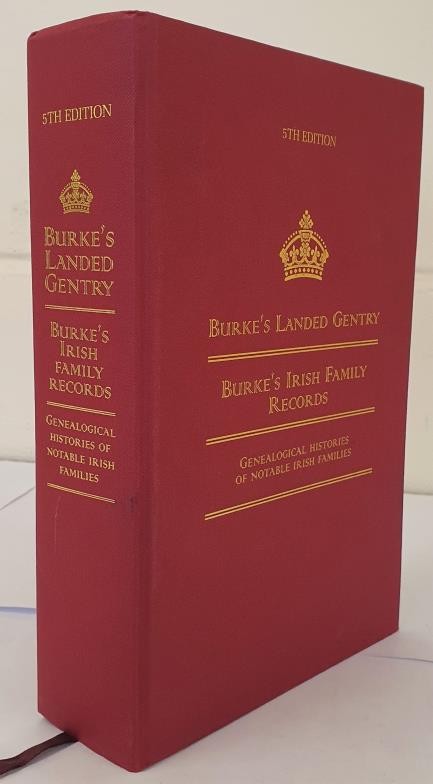 5TH EDITION
BURKE'S
LANDED
GENTRY
BURKE'S
IRISH
FAMILY
RECORDS
GENEALOGICAL
HISTORIES OF
NOTABLE IRISH
FAMILIES
5TH EDITION
BURKE'S LANDED GENTRY
BURKE'S IRISH FAMILY
RECORDS
GENEALOGICAL HISTORIES
OF NOTABLE IRISH FAMILIES